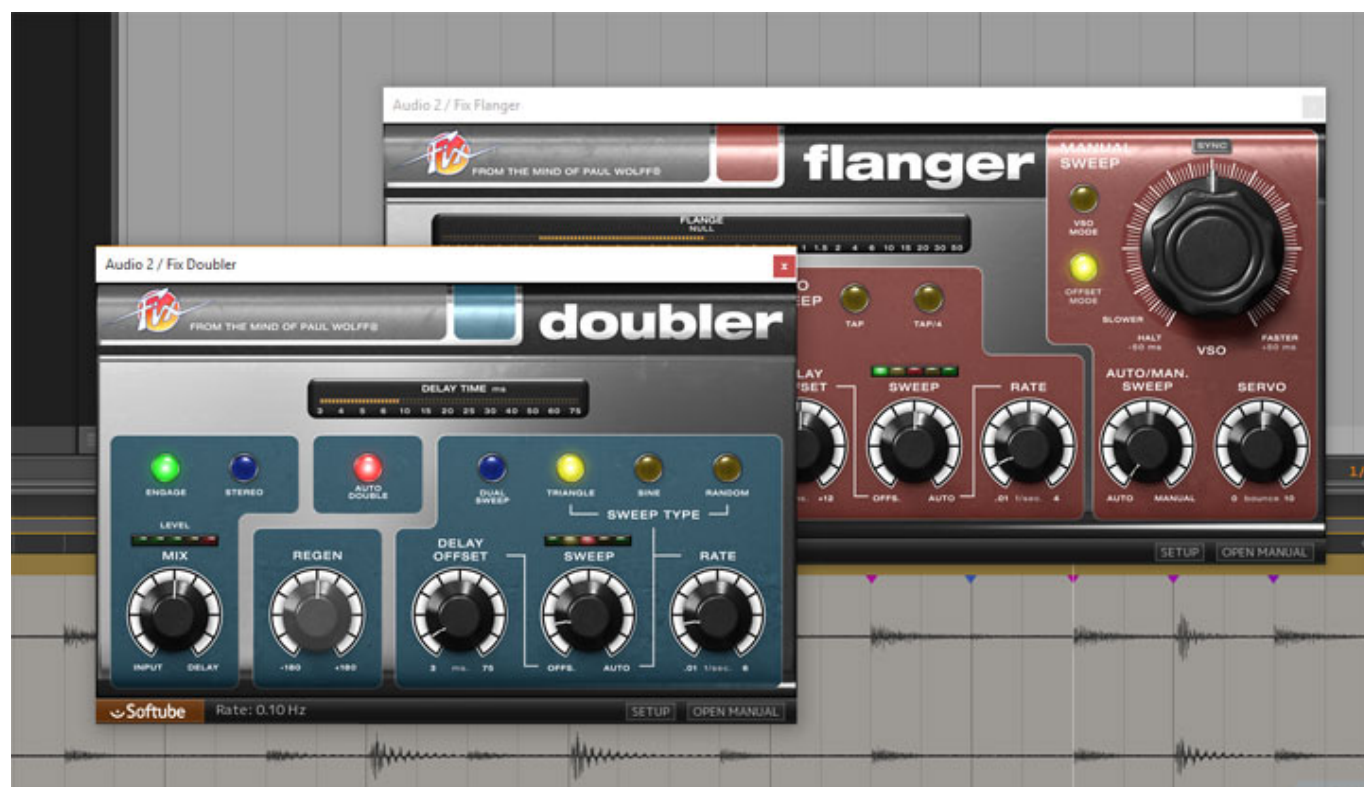 Audio 2 / Fix Flanger
Fix
FROM THE MIND OF PAUL WOLFF®
flanger
MANUAL
SWEEP
SYNC
VSO
MODE
OFFSET
MODE
SLOWER
HALT
-60 ms
VSO
FASTER
+60 ms
FLANGE
NULL
1 1.5 2 4 6 10 15 20 30 50
TAP
TAP/4
SWEEP
RATE
+12
OFFS. AUTO
.01 1/sec. 4
AUTO/MAN.
SWEEP
SERVO
AUTO MANUAL
0 bounce 10
SETUP
OPEN MANUAL
Audio 2 / Fix Doubler
x
Fix
FROM THE MIND OF PAUL WOLFF®
doubler
DELAY TIME ms
3 4 5 6 10 15 20 25 30 40 50 60 75
ENGAGE
STEREO
AUTO
DOUBLE
DUAL
SWEEP
TRIANGLE
SINE
RANDOM
SWEEP TYPE
LEVEL
MIX
REGEN
DELAY
OFFSET
SWEEP
RATE
INPUT DELAY
-180 +180
3 ms. 75
OFFS. AUTO
.01 1/sec. 6
Softube
Rate: 0.10 Hz
SETUP
OPEN MANUAL